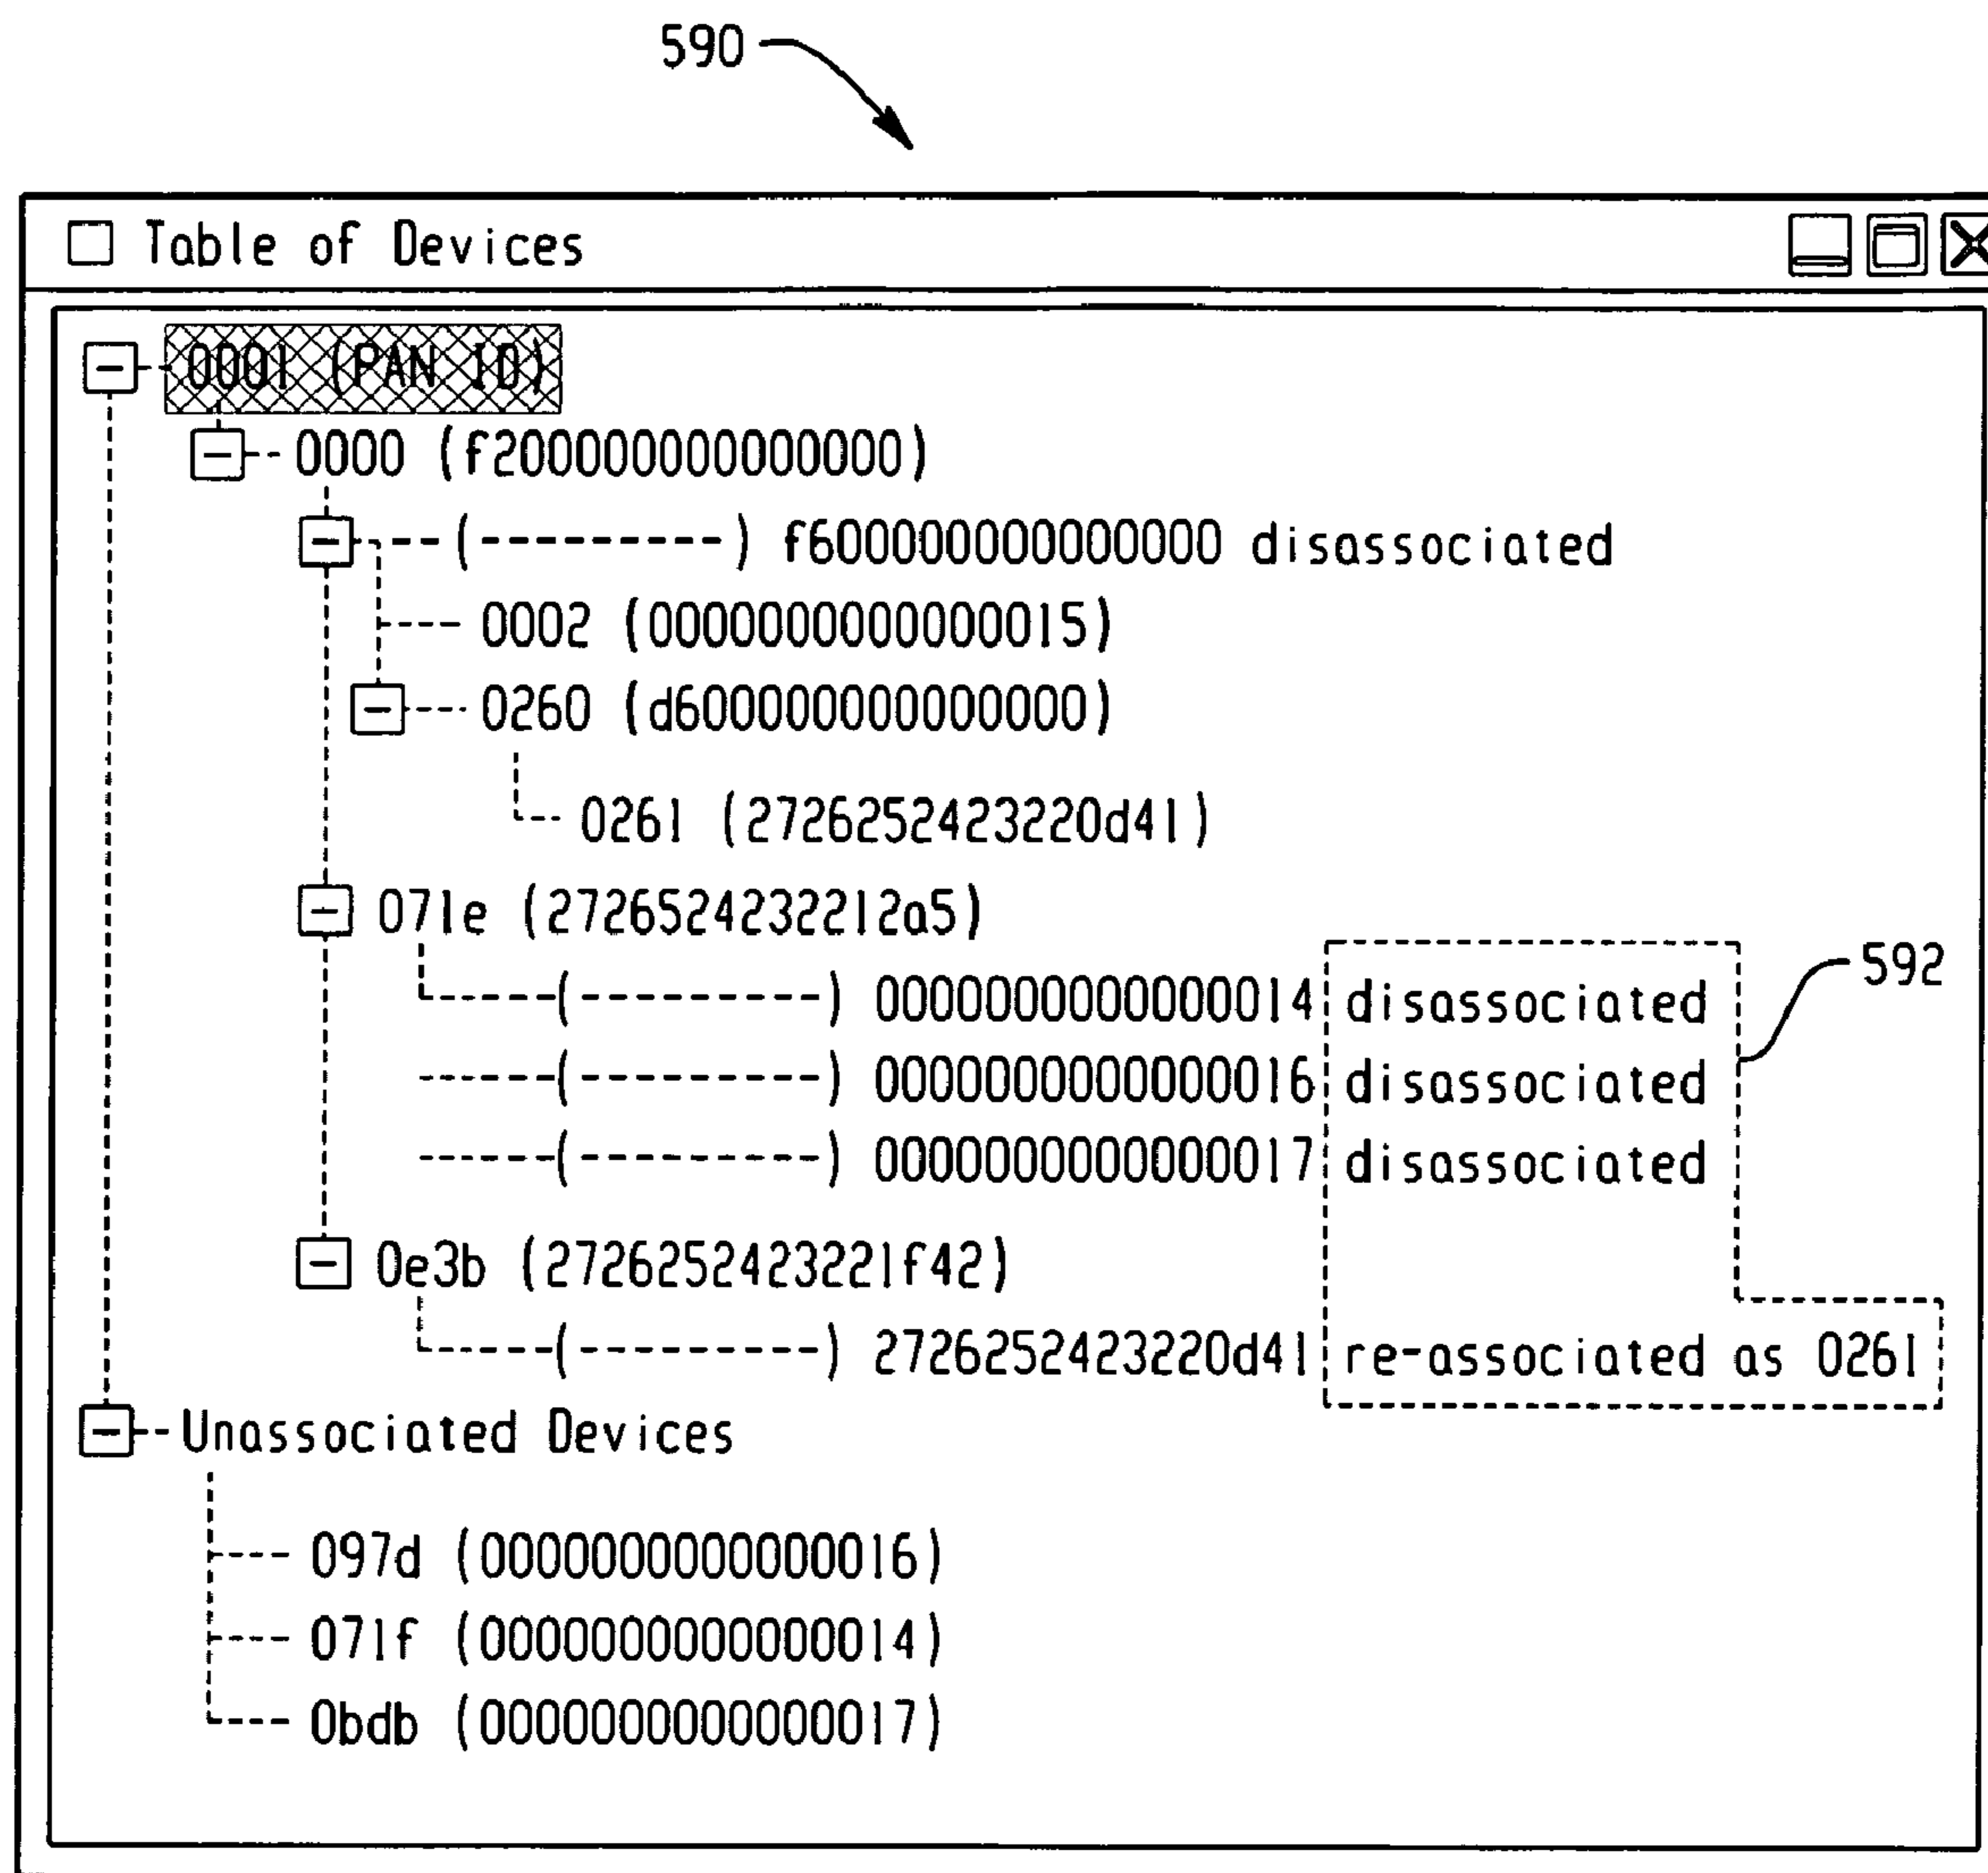 590
Table of Devices
0001 (PAN ID)
0000 (f200000000000000)
(----------) f600000000000000 disassociated
0002 (0000000000000015)
0260 (d600000000000000)
0261 (2726252423220d41)
071e (2726524232212a5)
(----------) 0000000000000014 disassociated
592
(----------) 0000000000000016 disassociated
(----------) 0000000000000017 disassociated
0e3b (2726252423221f42)
(----------) 2726252423220d41 re-associated as 0261
Unassociated Devices
097d (0000000000000016)
071f (0000000000000014)
0bdb (0000000000000017)